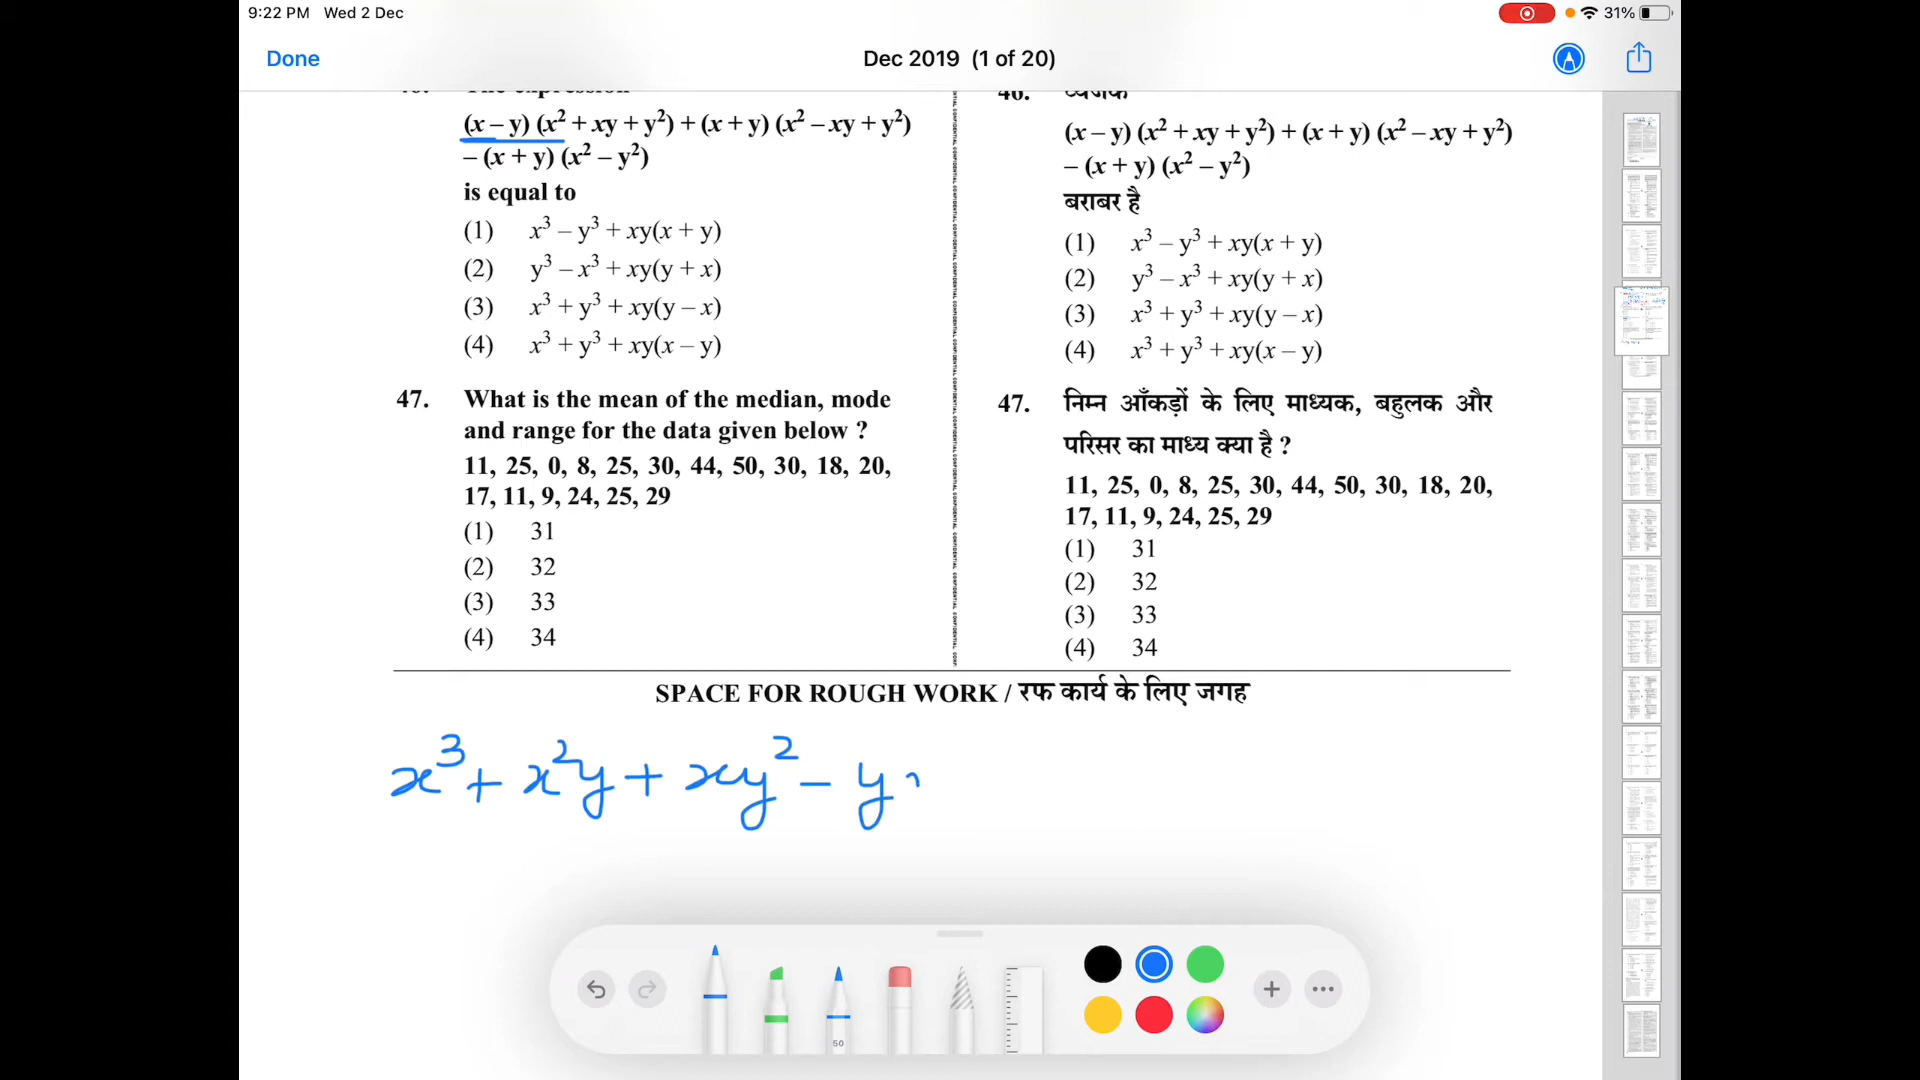 9:22 PM Wed 2 Dec
31%
Done
Dec 2019 (1 of 20)
46. The expression
(x – y) (x² + xy + y²) + (x + y) (x² – xy + y²)
– (x + y) (x² – y²)
is equal to
(1) x³ – y³ + xy(x + y)
(2) y³ – x³ + xy(y + x)
(3) x³ + y³ + xy(y – x)
(4) x³ + y³ + xy(x – y)
47. What is the mean of the median, mode
and range for the data given below ?
11, 25, 0, 8, 25, 30, 44, 50, 30, 18, 20,
17, 11, 9, 24, 25, 29
(1) 31
(2) 32
(3) 33
(4) 34
46. व्यंजक
(x – y) (x² + xy + y²) + (x + y) (x² – xy + y²)
– (x + y) (x² – y²)
बराबर है
(1) x³ – y³ + xy(x + y)
(2) y³ – x³ + xy(y + x)
(3) x³ + y³ + xy(y – x)
(4) x³ + y³ + xy(x – y)
47. निम्न आँकड़ों के लिए माध्यक, बहुलक और
परिसर का माध्य क्या है ?
11, 25, 0, 8, 25, 30, 44, 50, 30, 18, 20,
17, 11, 9, 24, 25, 29
(1) 31
(2) 32
(3) 33
(4) 34
SPACE FOR ROUGH WORK / रफ कार्य के लिए जगह
x³ + x²y + xy² – y
50